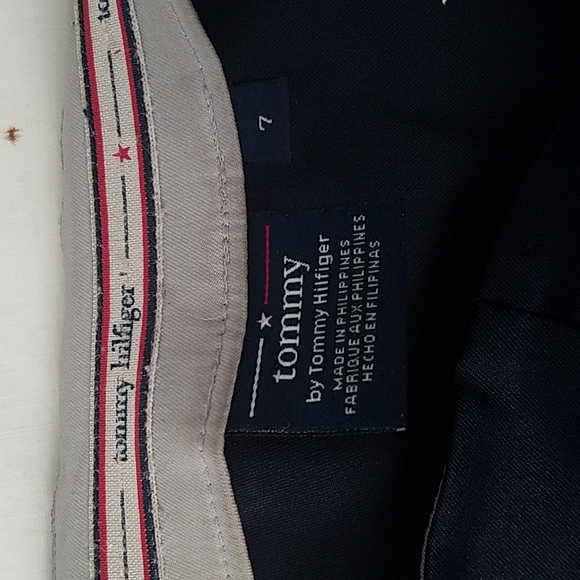 tommy hilfiger
7
tommy
by Tommy Hilfiger
MADE IN PHILIPPINES
FABRIQUE AUX PHILIPPINES
HECHO EN FILIPINAS